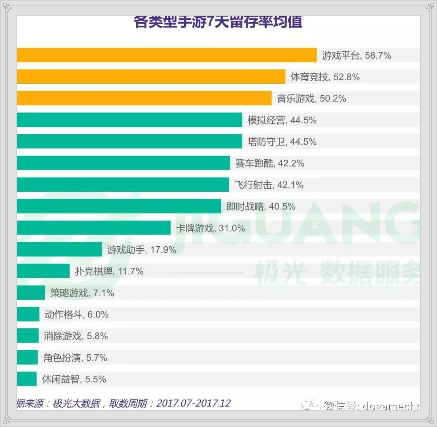 各类型手游7天留存率均值
游戏平台, 58.7%
体育竞技, 52.8%
音乐游戏, 50.2%
模拟经营, 44.5%
塔防守卫, 44.5%
赛车跑酷, 42.2%
飞行射击, 42.1%
即时战略, 40.5%
卡牌游戏, 31.0%
JIGUANG
游戏助手, 17.9%
扑克棋牌, 11.7%
极光 数据服务
策略游戏, 7.1%
动作格斗, 6.0%
消除游戏, 5.8%
角色扮演, 5.7%
休闲益智, 5.5%
据来源：极光大数据，取数周期：2017.07-2017.12
微信号: